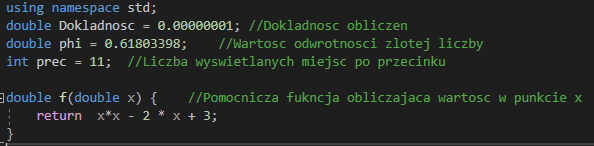 using namespace std;
double Dokladnosc = 0.00000001; //Dokladnosc obliczen
double phi = 0.61803398;    //Wartosc odwrotnosci zlotej liczby
int prec = 11;  //Liczba wyswietlanych miejsc po przecinku

double f(double x) {    //Pomocnicza fukncja obliczajaca wartosc w punkcie x
    return  x*x - 2 * x + 3;
}